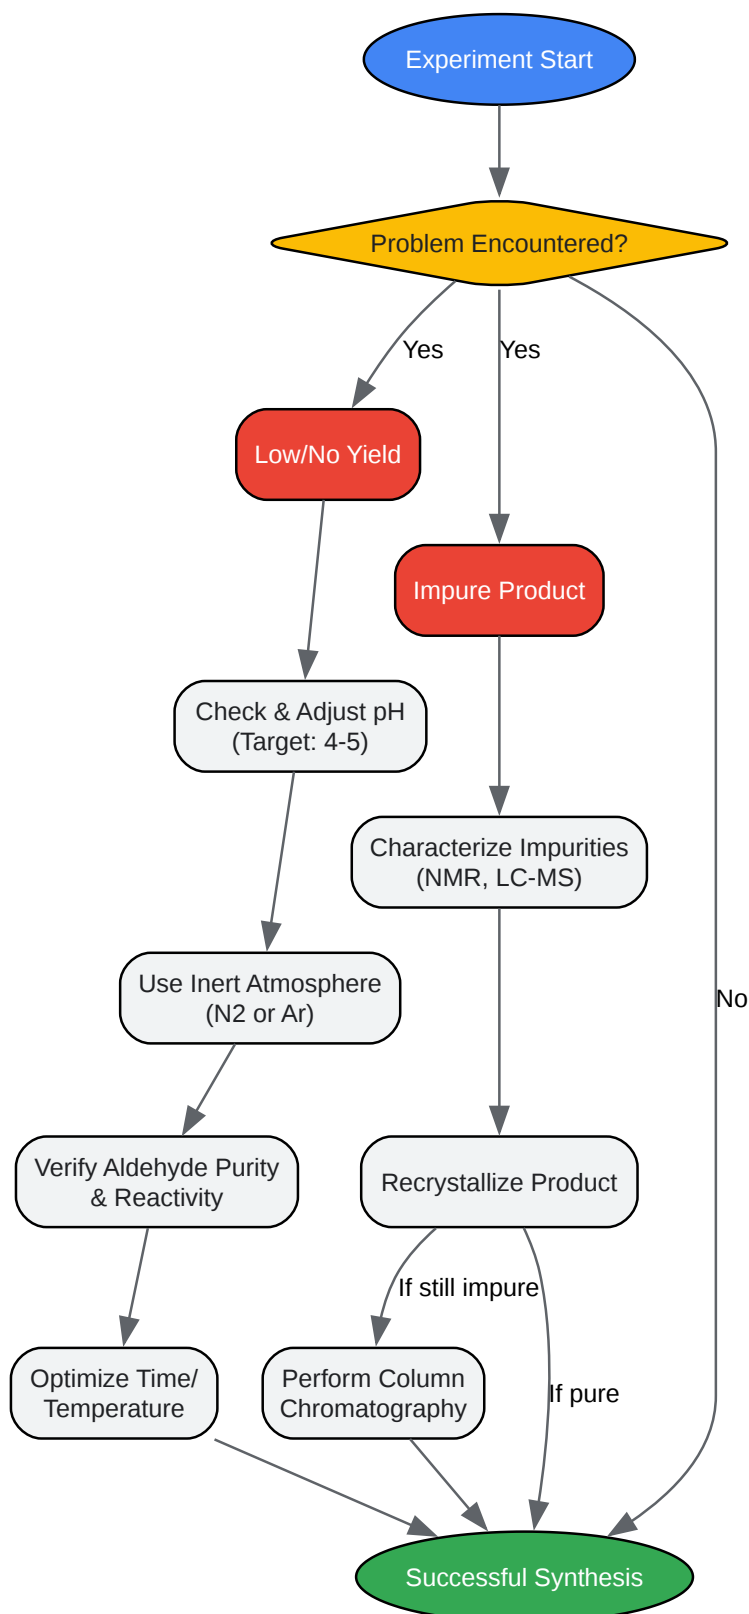 Experiment Start
Problem Encountered?
Yes
Yes
Low/No Yield
Impure Product
Check & Adjust pH
(Target: 4-5)
Characterize Impurities
(NMR, LC-MS)
Use Inert Atmosphere
(N2 or Ar)
No
Verify Aldehyde Purity
& Reactivity
Recrystallize Product
If still impure
Optimize Time/
Temperature
Perform Column
Chromatography
If pure
Successful Synthesis